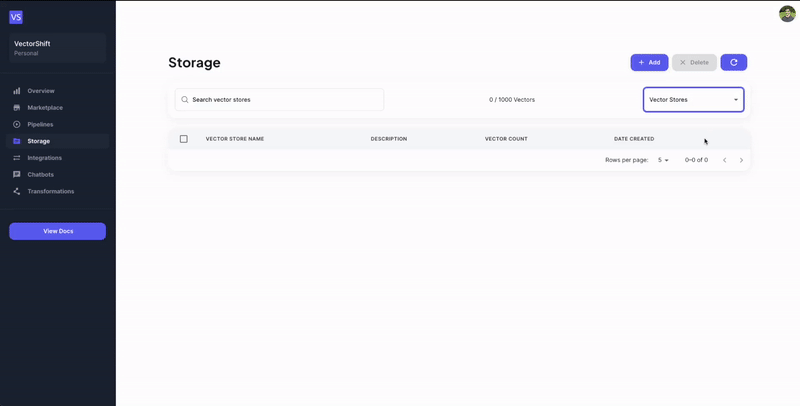 VS
VectorShift
Personal
Overview
Marketplace
Pipelines
Storage
Integrations
Chatbots
Transformations
View Docs
Storage
+ Add
Delete
Search vector stores
0 / 1000 Vectors
Vector Stores
VECTOR STORE NAME DESCRIPTION VECTOR COUNT DATE CREATED
Rows per page: 5 0–0 of 0